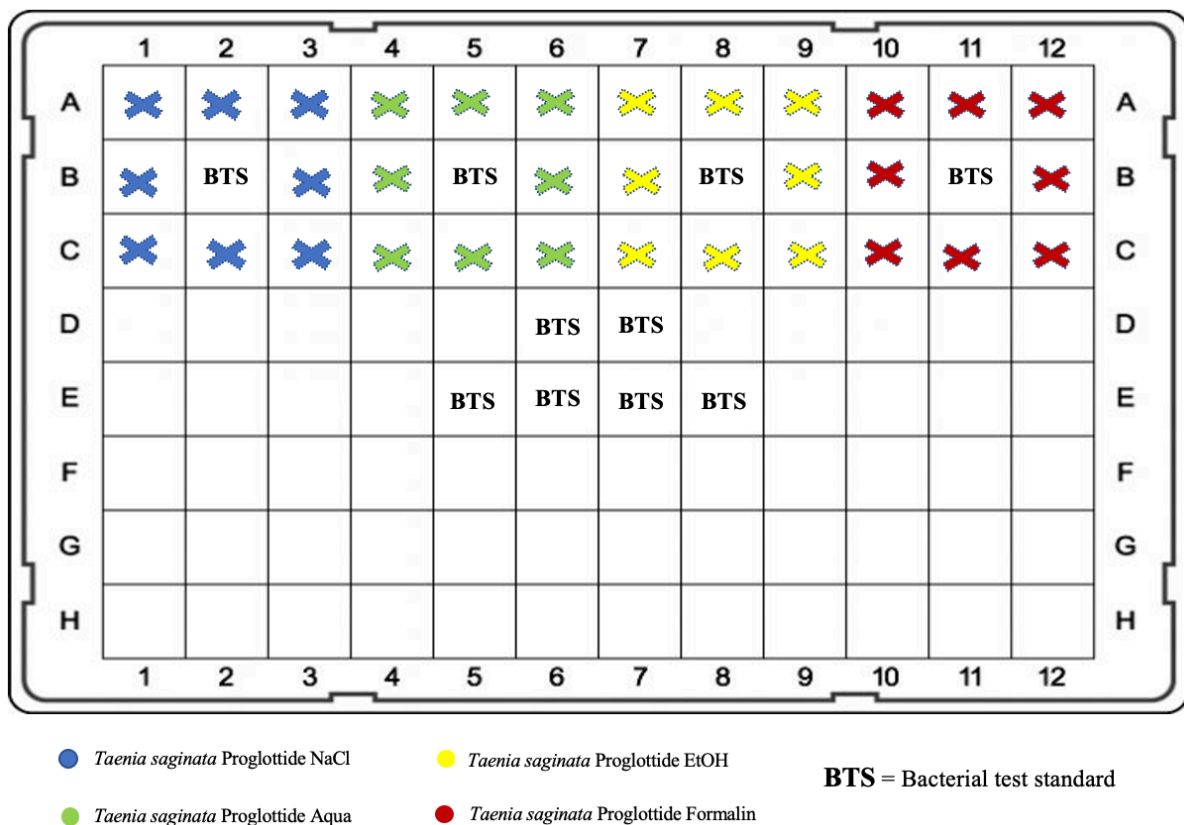 1 2 3 4 5 6 7 8 9 10 11 12
A A
B BTS BTS BTS BTS B
C C
D BTS BTS D
E BTS BTS BTS BTS E
F F
G G
H H
1 2 3 4 5 6 7 8 9 10 11 12
Taenia saginata Proglottide NaCl
Taenia saginata Proglottide EtOH
BTS = Bacterial test standard
Taenia saginata Proglottide Aqua
Taenia saginata Proglottide Formalin